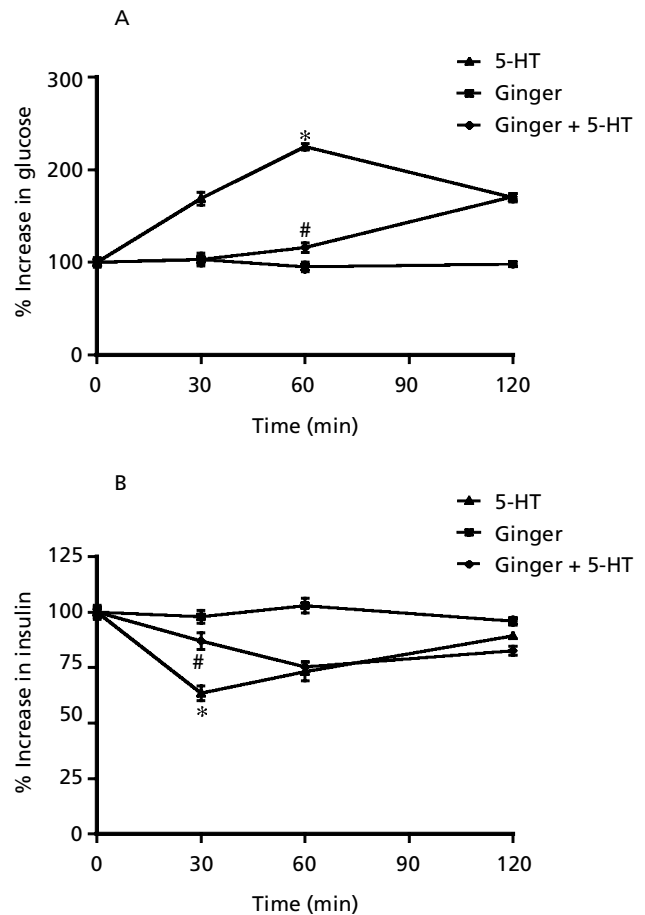 A
5-HT
Ginger
Ginger + 5-HT
% Increase in glucose
300
200
100
0
*
#
0 30 60 90 120
Time (min)
B
5-HT
Ginger
Ginger + 5-HT
% Increase in insulin
125
100
75
50
25
0
#
*
0 30 60 90 120
Time (min)